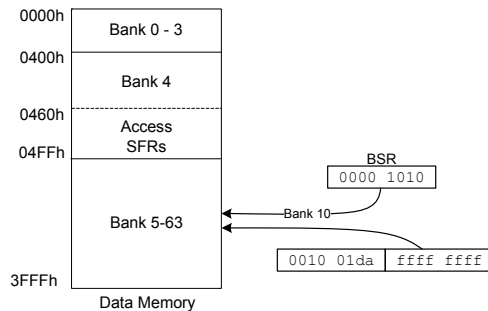 0000h
Bank 0 - 3
0400h
Bank 4
0460h
Access
SFRs
04FFh
BSR
0000 1010
Bank 10
Bank 5-63
0010 01da ffff ffff
3FFFh
Data Memory